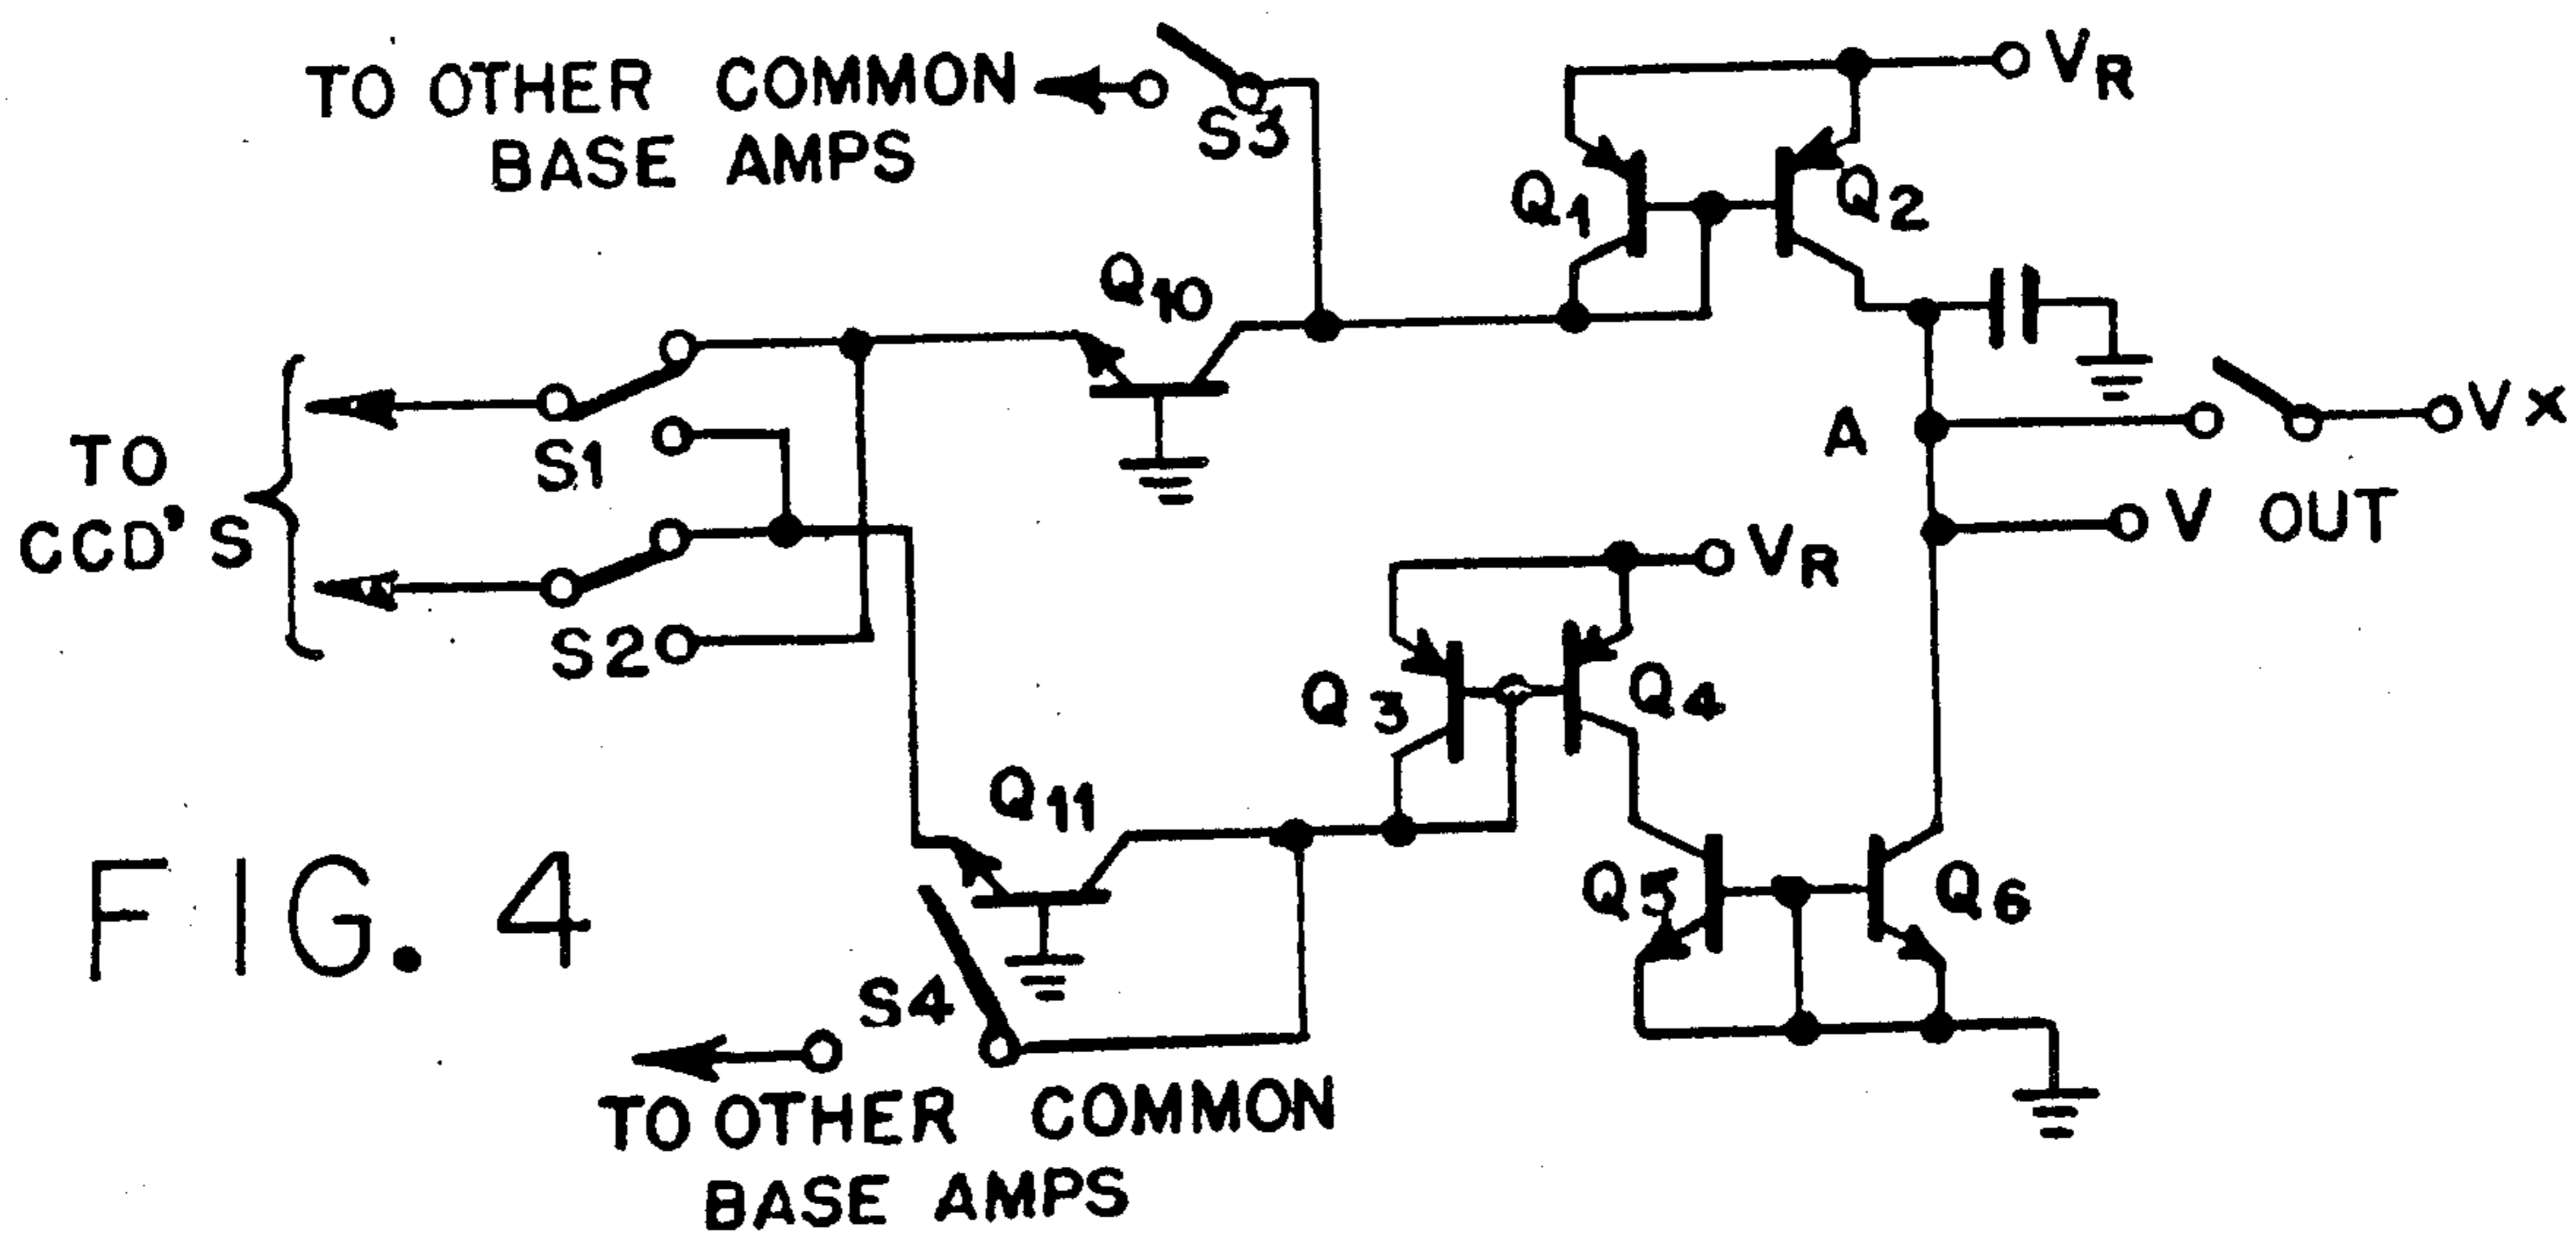 TO OTHER COMMON
BASE AMPS
S3
VR
Q1
Q2
Q10
TO
CCD'S
S1
S2
A
Vx
V OUT
VR
Q3
Q4
Q11
Q5
Q6
S4
TO OTHER COMMON
BASE AMPS
FIG. 4